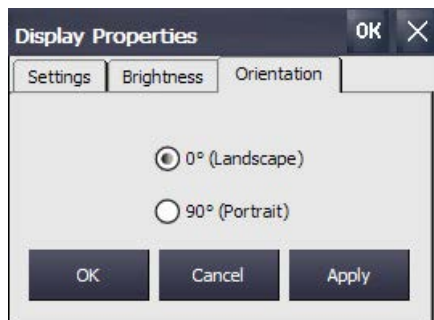 Display Properties OK
Settings Brightness Orientation
0° (Landscape)
90° (Portrait)
OK Cancel Apply